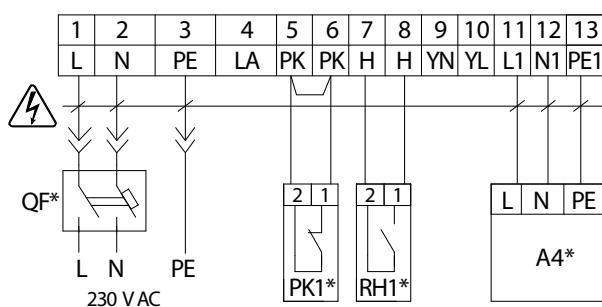 1 2 3 4 5 6 7 8 9 10 11 12 13
L N PE LA PK PK H H YN YL L1 N1 PE1
QF*
2 1 2 1 L N PE
L N PE PK1* RH1* A4*
230 V AC